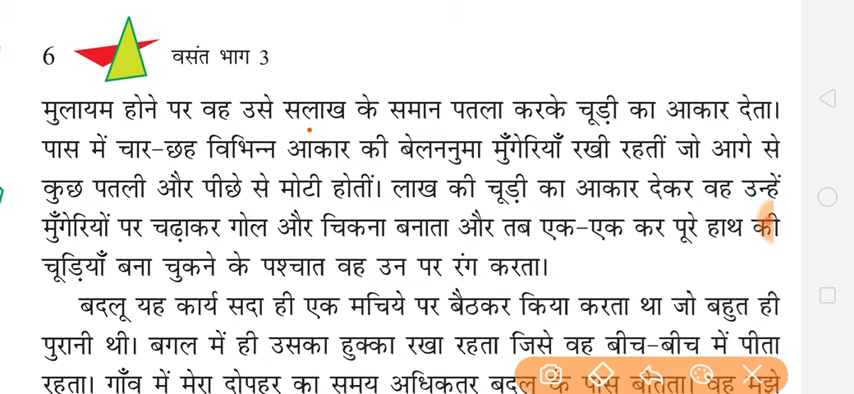 6 वसंत भाग 3
मुलायम होने पर वह उसे सलाख के समान पतला करके चूड़ी का आकार देता।
पास में चार-छह विभिन्न आकार की बेलननुमा मुँगेरियाँ रखी रहतीं जो आगे से
कुछ पतली और पीछे से मोटी होतीं। लाख की चूड़ी का आकार देकर वह उन्हें
मुँगेरियों पर चढ़ाकर गोल और चिकना बनाता और तब एक-एक कर पूरे हाथ की
चूड़ियाँ बना चुकने के पश्चात वह उन पर रंग करता।
बदलू यह कार्य सदा ही एक मचिये पर बैठकर किया करता था जो बहुत ही
पुरानी थी। बगल में ही उसका हुक्का रखा रहता जिसे वह बीच-बीच में पीता
रहता। गाँव में मेरा दोपहर का समय अधिकतर बदलू के पास बीतता। वह मुझे